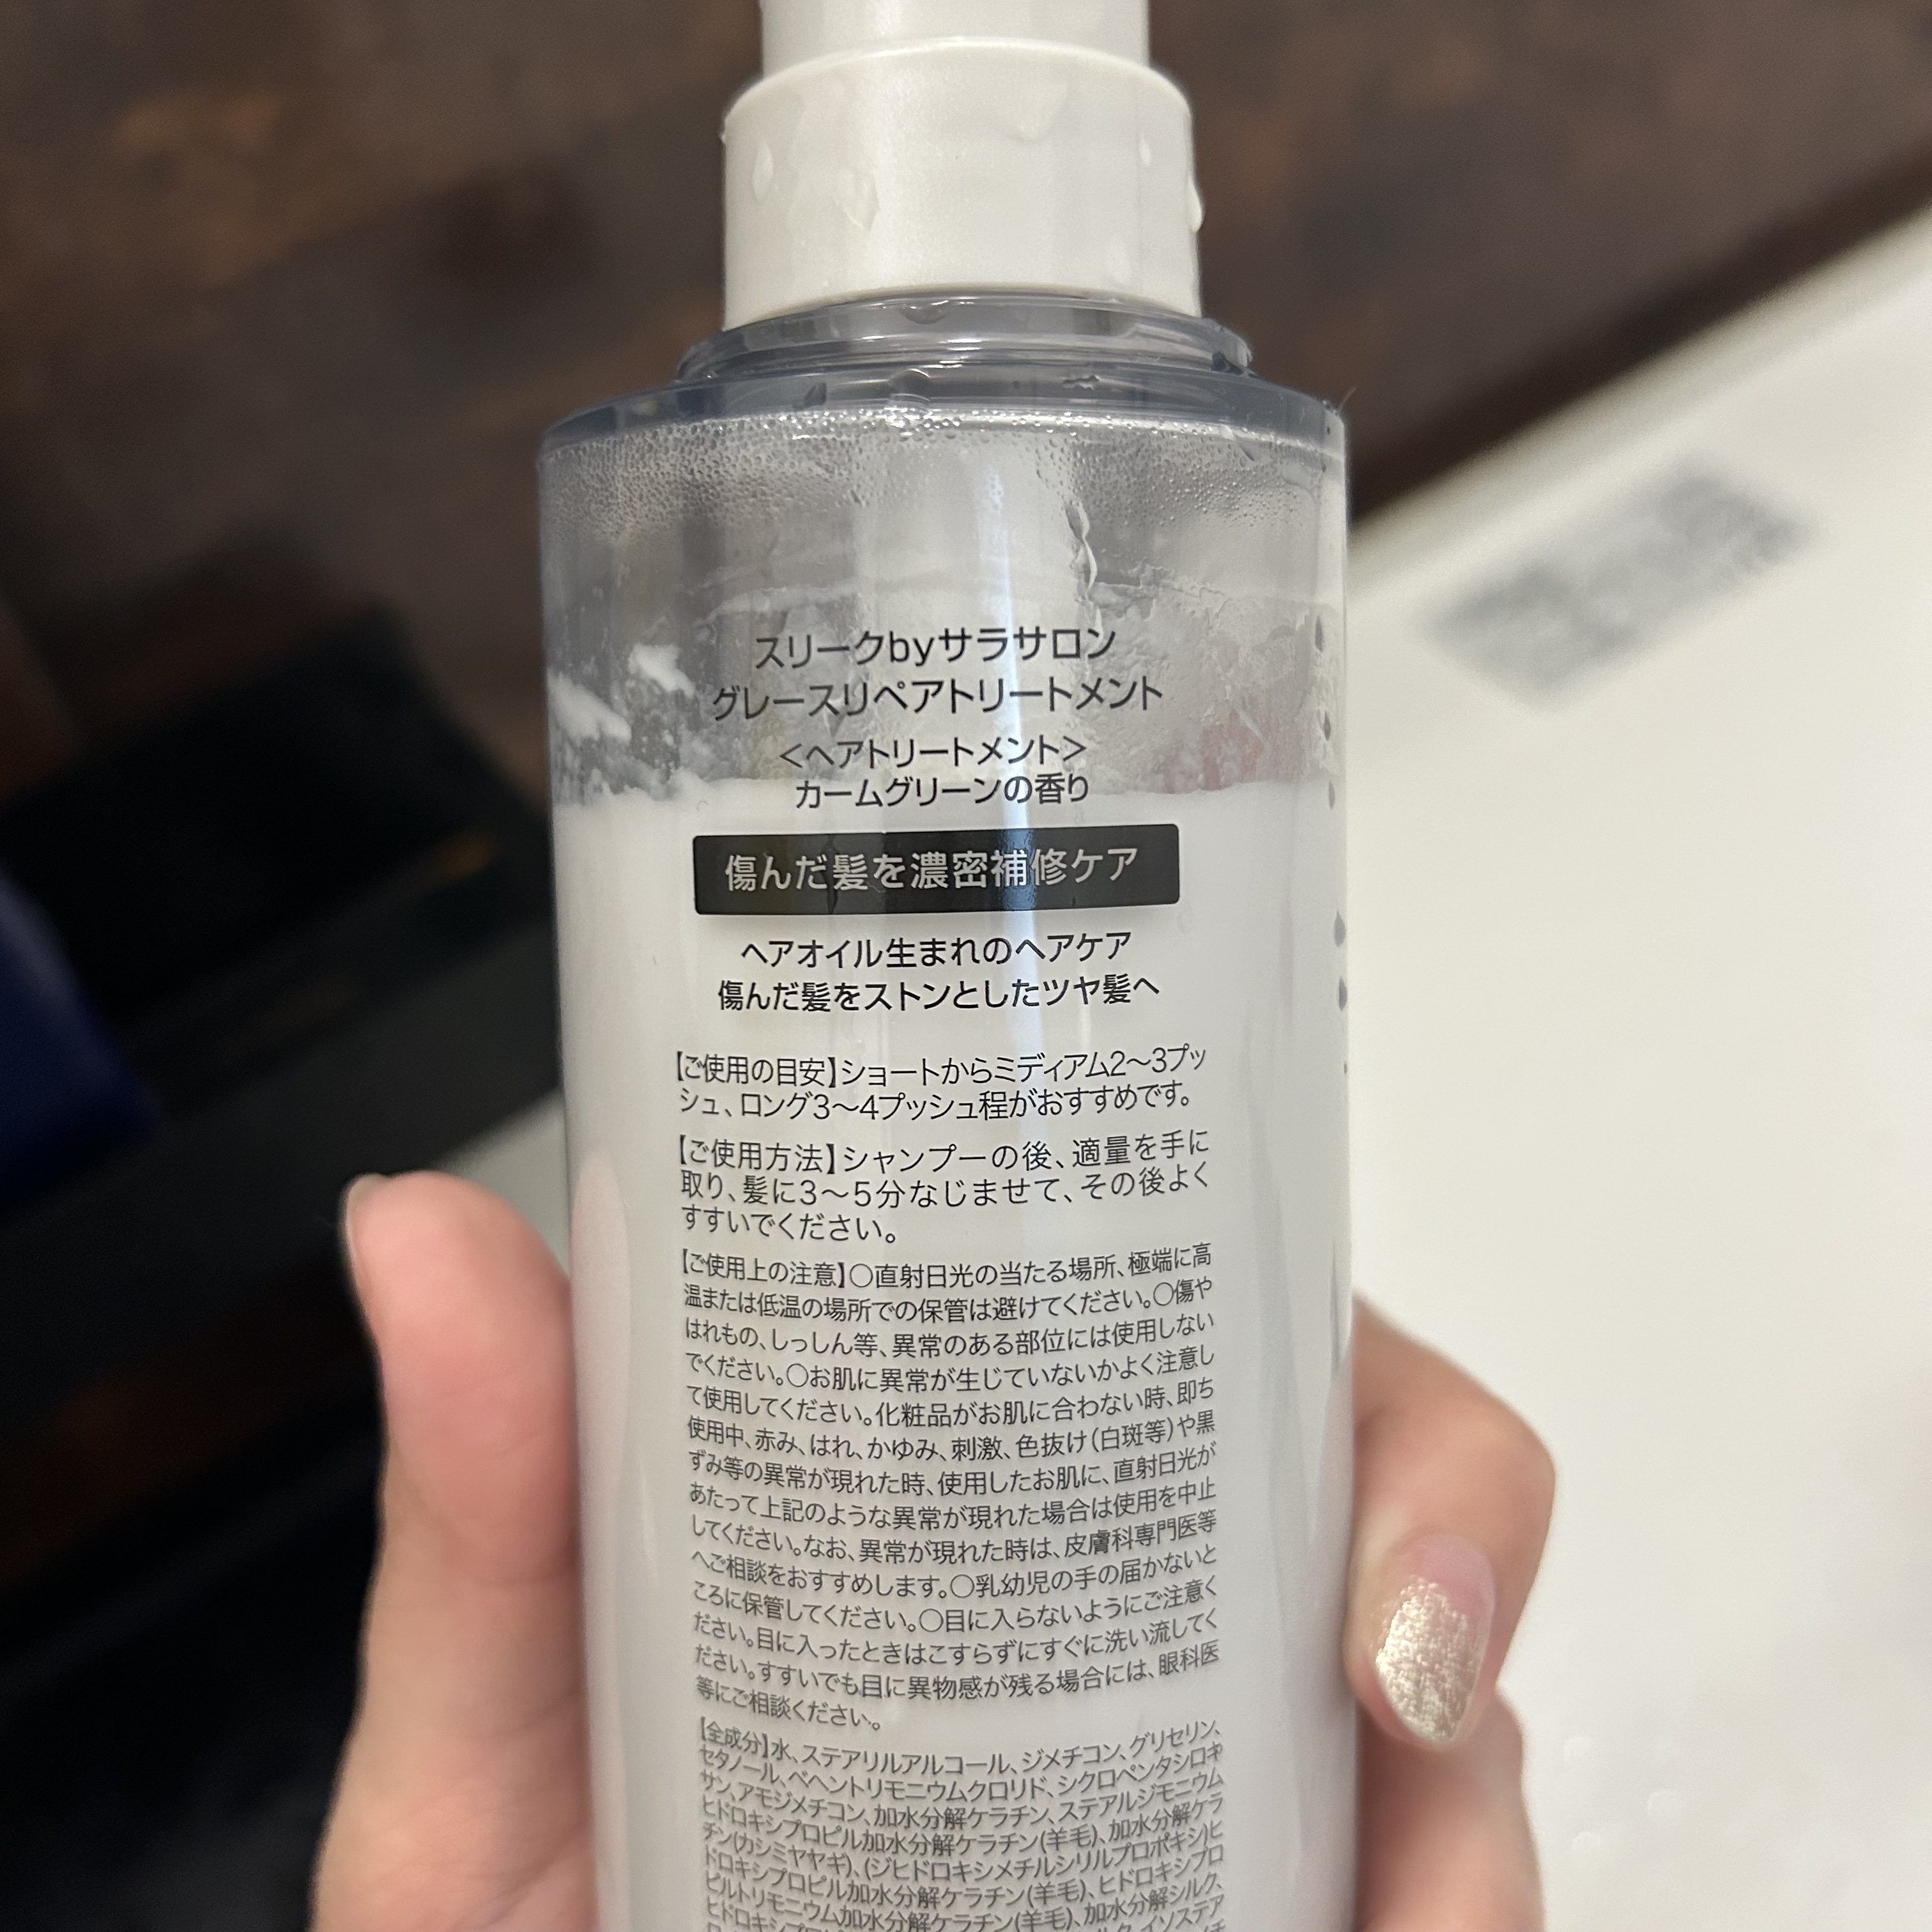 スリークbyサラサロン
グレースリペアトリートメント
<ヘアトリートメント>
カームグリーンの香り
傷んだ髪を濃密補修ケア
ヘアオイル生まれのヘアケア
傷んだ髪をストンとしたツヤ髪へ
【ご使用の目安】ショートからミディアム2〜3プッ
シュ、ロング3〜4プッシュ程がおすすめです。
【ご使用方法】シャンプーの後、適量を手に
取り、髪に3〜5分なじませて、その後よく
すすいでください。
【ご使用上の注意】○直射日光の当たる場所、極端に高
温または低温の場所での保管は避けてください。○傷や
はれもの、しっしん等、異常のある部位には使用しない
でください。○お肌に異常が生じていないかよく注意し
て使用してください。化粧品がお肌に合わない時、即ち
使用中、赤み、はれ、かゆみ、刺激、色抜け(白斑等)や黒
ずみ等の異常が現れた時、使用したお肌に、直射日光が
あたって上記のような異常が現れた場合は使用を中止
してください。なお、異常が現れた時は、皮膚科専門医等
へご相談をおすすめします。○乳幼児の手の届かないと
ころに保管してください。○目に入らないようにご注意く
ださい。目に入ったときはこすらずにすぐに洗い流してく
ださい。すすいでも目に異物感が残る場合には、眼科医
等にご相談ください。
【全成分】水、ステアリルアルコール、ジメチコン、グリセリン、
セタノール、ベヘントリモニウムクロリド、シクロペンタシロキ
サン、アモジメチコン、加水分解ケラチン、ステアルジモニウム
ヒドロキシプロピル加水分解ケラチン(羊毛)、加水分解ケラ
チン(カシミヤヤギ)、(ジヒドロキシメチルシリルプロポキシ)ヒ
ドロキシプロピル加水分解ケラチン(羊毛)、ヒドロキシプロ
ピルトリモニウム加水分解ケラチン(羊毛)、加水分解シルク、
イソステア